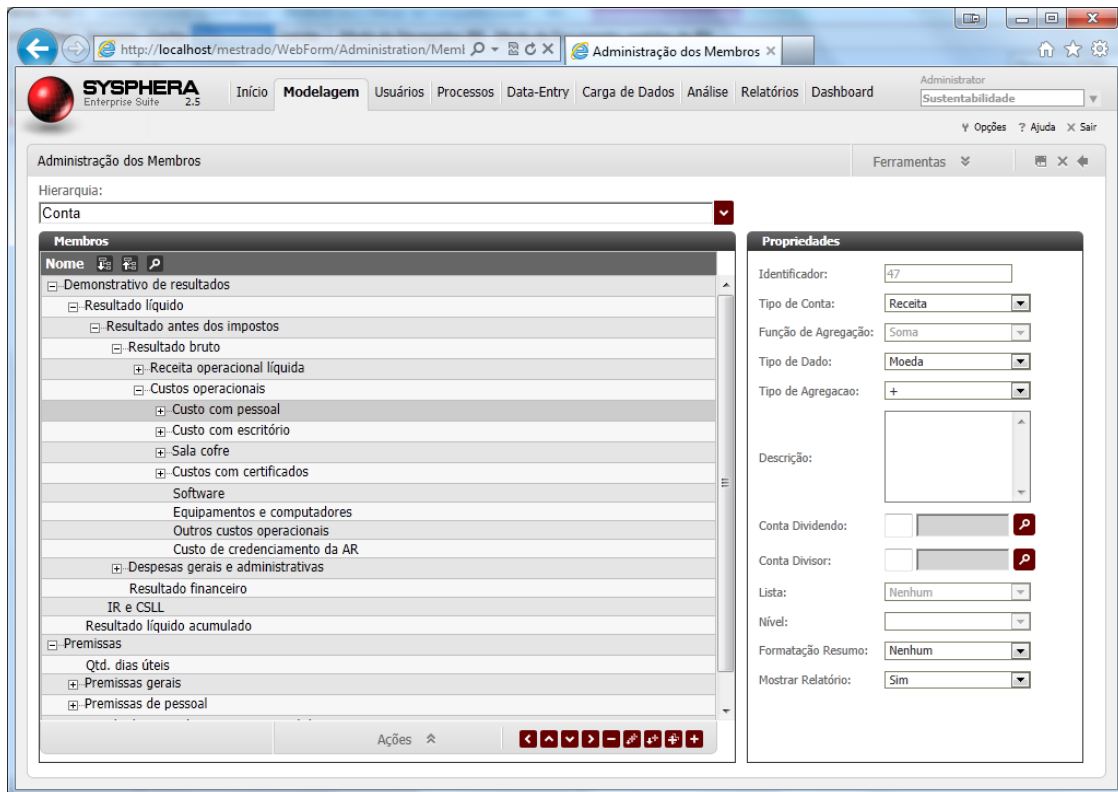 http://localhost/mestrado/WebForm/Administration/Meml
Administração dos Membros
SYSPHERA
Enterprise Suite 2.5
Início Modelagem Usuários Processos Data-Entry Carga de Dados Análise Relatórios Dashboard
Administrator
Sustentabilidade
Opções ? Ajuda X Sair
Administração dos Membros
Ferramentas
Hierarquia:
Conta
Membros
Nome
Demonstrativo de resultados
Resultado líquido
Resultado antes dos impostos
Resultado bruto
Receita operacional líquida
Custos operacionais
Custo com pessoal
Custo com escritório
Sala cofre
Custos com certificados
Software
Equipamentos e computadores
Outros custos operacionais
Custo de credenciamento da AR
Despesas gerais e administrativas
Resultado financeiro
IR e CSLL
Resultado líquido acumulado
Premissas
Qtd. dias úteis
Premissas gerais
Premissas de pessoal
Ações
Propriedades
Identificador: 47
Tipo de Conta: Receita
Função de Agregação: Soma
Tipo de Dado: Moeda
Tipo de Agregacao: +
Descrição:
Conta Dividendo:
Conta Divisor:
Lista: Nenhum
Nível:
Formatação Resumo: Nenhum
Mostrar Relatório: Sim